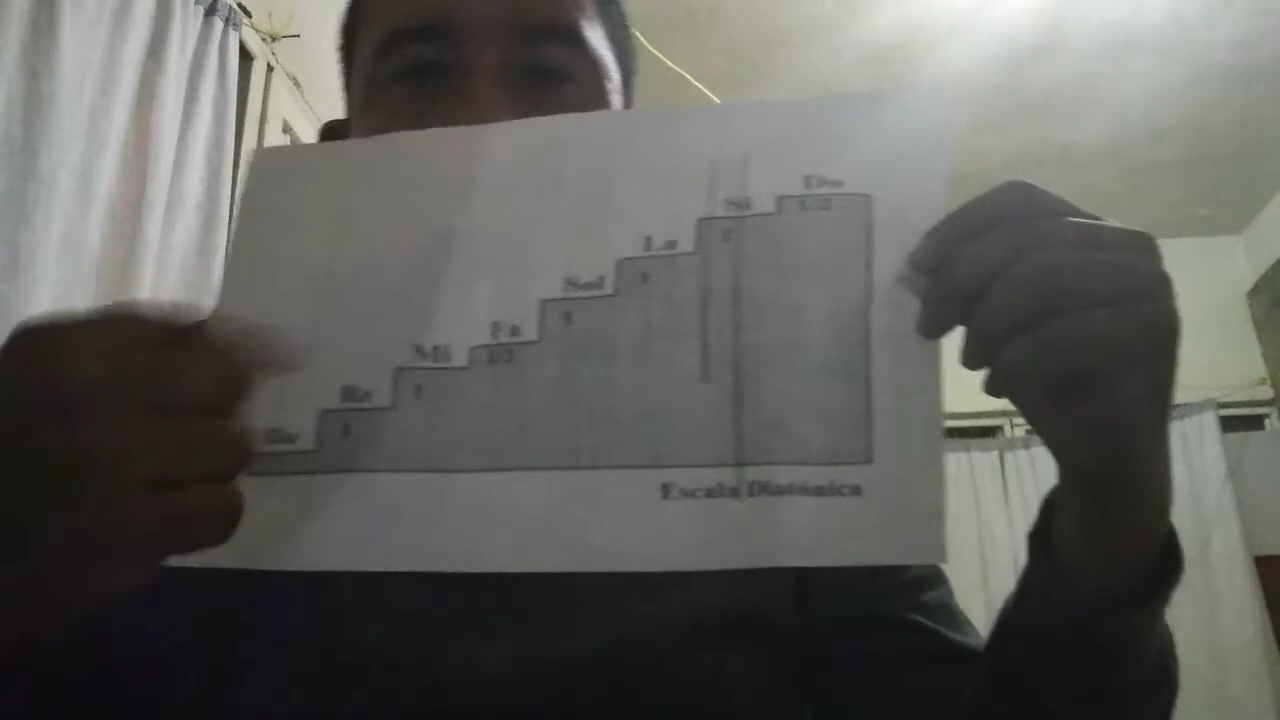 Do
Re
1
Mi
1
Fa
1/2
Sol
1
La
1
Si
1
Do
1/2
Escala Diatónica